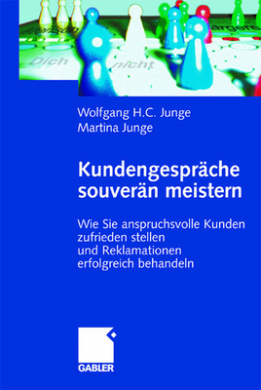 Dich
nicht
ärgere
Wolfgang H.C. Junge
Martina Junge
Kundengespräche
souverän meistern
Wie Sie anspruchsvolle Kunden
zufrieden stellen
und Reklamationen
erfolgreich behandeln
GABLER